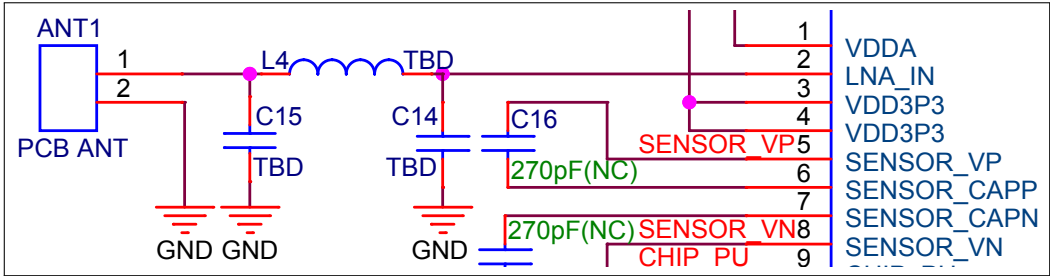 ANT1
1
2
PCB ANT
L4
TBD
C15
TBD
C14
TBD
C16
270pF(NC)
270pF(NC)
GND GND
GND
SENSOR_VP
SENSOR_VN
CHIP_PU
1
VDDA
2
LNA_IN
3
VDD3P3
4
VDD3P3
5
SENSOR_VP
6
SENSOR_CAPP
7
SENSOR_CAPN
8
SENSOR_VN
9